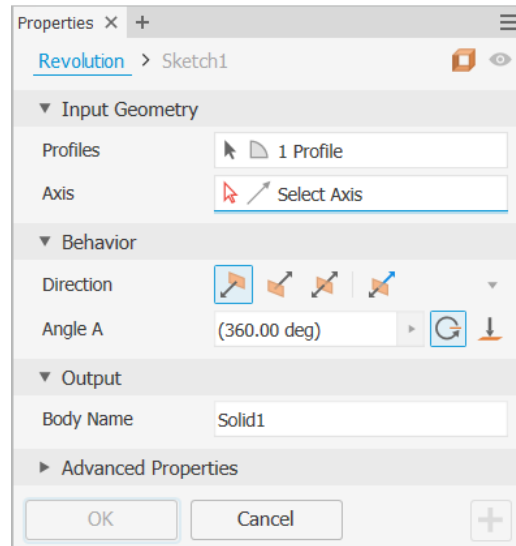 Properties × +
Revolution > Sketch1
Input Geometry
Profiles 1 Profile
Axis Select Axis
Behavior
Direction
Angle A (360.00 deg)
Output
Body Name Solid1
Advanced Properties
OK Cancel